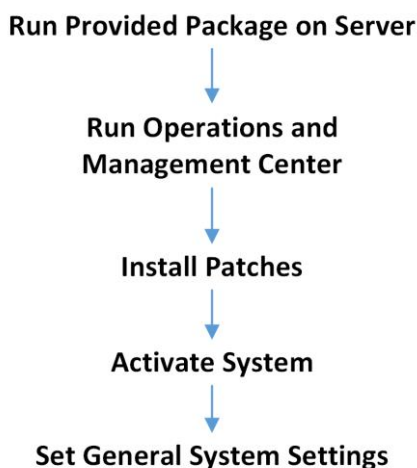 Run Provided Package on Server
Run Operations and
Management Center
Install Patches
Activate System
Set General System Settings